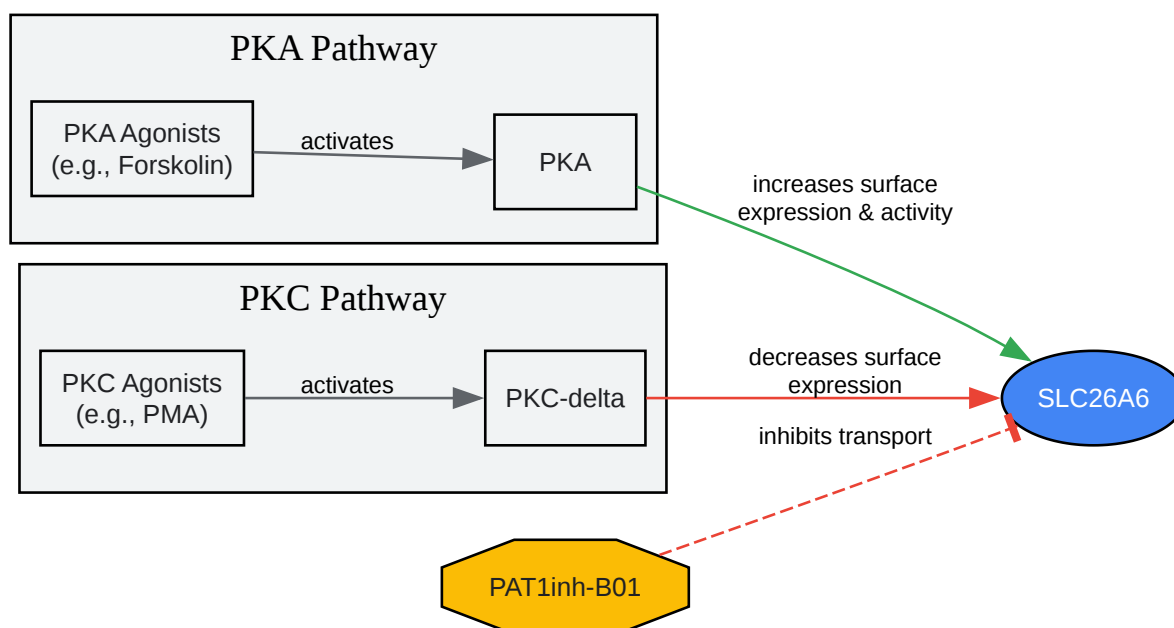 PKA Pathway
PKA Agonists
(e.g., Forskolin)
activates
PKA
increases surface
expression & activity
PKC Pathway
PKC Agonists
(e.g., PMA)
activates
PKC-delta
decreases surface
expression
SLC26A6
inhibits transport
PAT1inh-B01